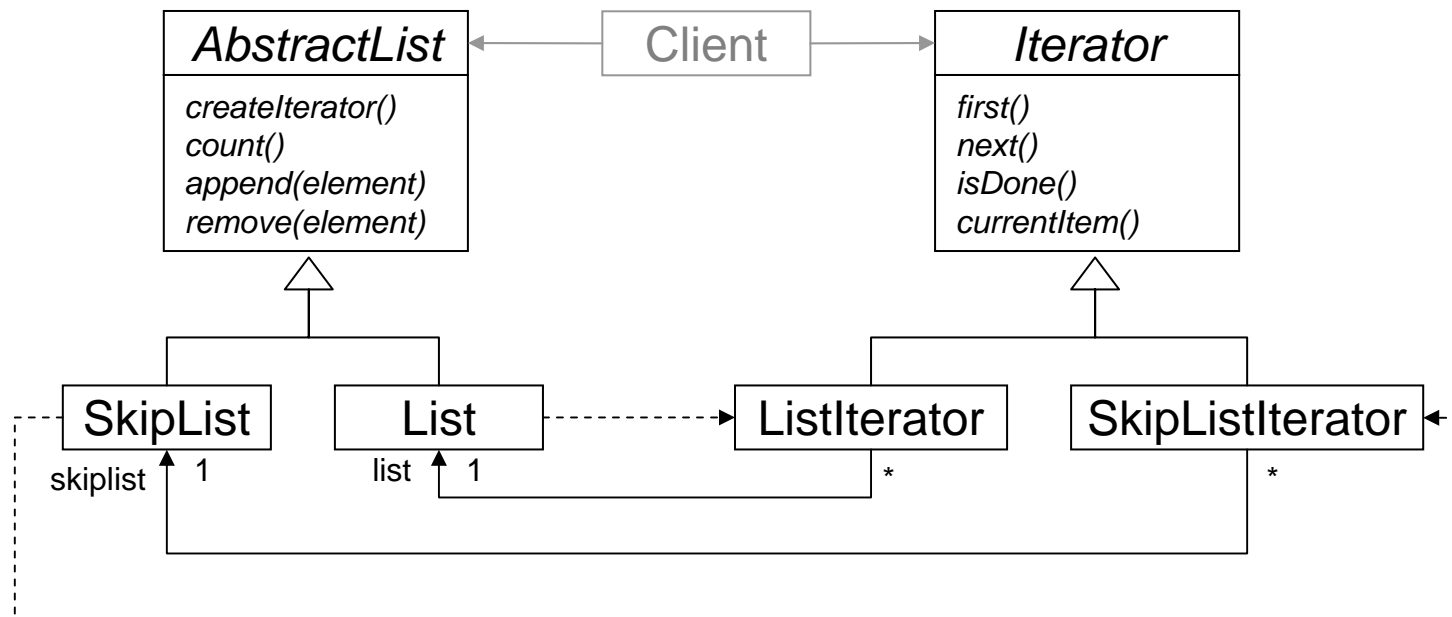 AbstractList
Client
Iterator
createIterator()
count()
append(element)
remove(element)
first()
next()
isDone()
currentItem()
SkipList
List
ListIterator
SkipListIterator
skiplist
1
list
1
*
*